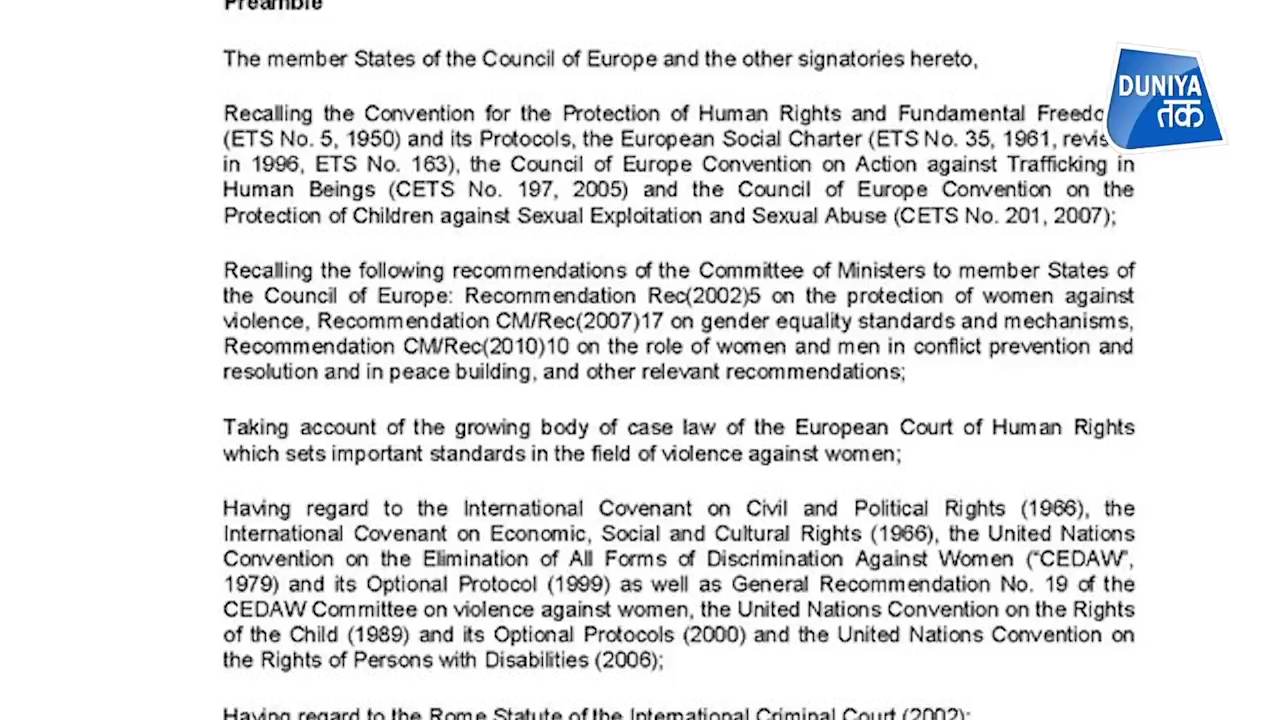 Preamble
The member States of the Council of Europe and the other signatories hereto,
Recalling the Convention for the Protection of Human Rights and Fundamental Freedo
(ETS No. 5, 1950) and its Protocols, the European Social Charter (ETS No. 35, 1961, revis
in 1996, ETS No. 163), the Council of Europe Convention on Action against Trafficking in
Human Beings (CETS No. 197, 2005) and the Council of Europe Convention on the
Protection of Children against Sexual Exploitation and Sexual Abuse (CETS No. 201, 2007);
Recalling the following recommendations of the Committee of Ministers to member States of
the Council of Europe: Recommendation Rec(2002)5 on the protection of women against
violence, Recommendation CM/Rec(2007)17 on gender equality standards and mechanisms,
Recommendation CM/Rec(2010)10 on the role of women and men in conflict prevention and
resolution and in peace building, and other relevant recommendations;
Taking account of the growing body of case law of the European Court of Human Rights
which sets important standards in the field of violence against women;
Having regard to the International Covenant on Civil and Political Rights (1966), the
International Covenant on Economic, Social and Cultural Rights (1966), the United Nations
Convention on the Elimination of All Forms of Discrimination Against Women (“CEDAW”,
1979) and its Optional Protocol (1999) as well as General Recommendation No. 19 of the
CEDAW Committee on violence against women, the United Nations Convention on the Rights
of the Child (1989) and its Optional Protocols (2000) and the United Nations Convention on
the Rights of Persons with Disabilities (2006);
Having regard to the Rome Statute of the International Criminal Court (2002);
DUNIYA
तक